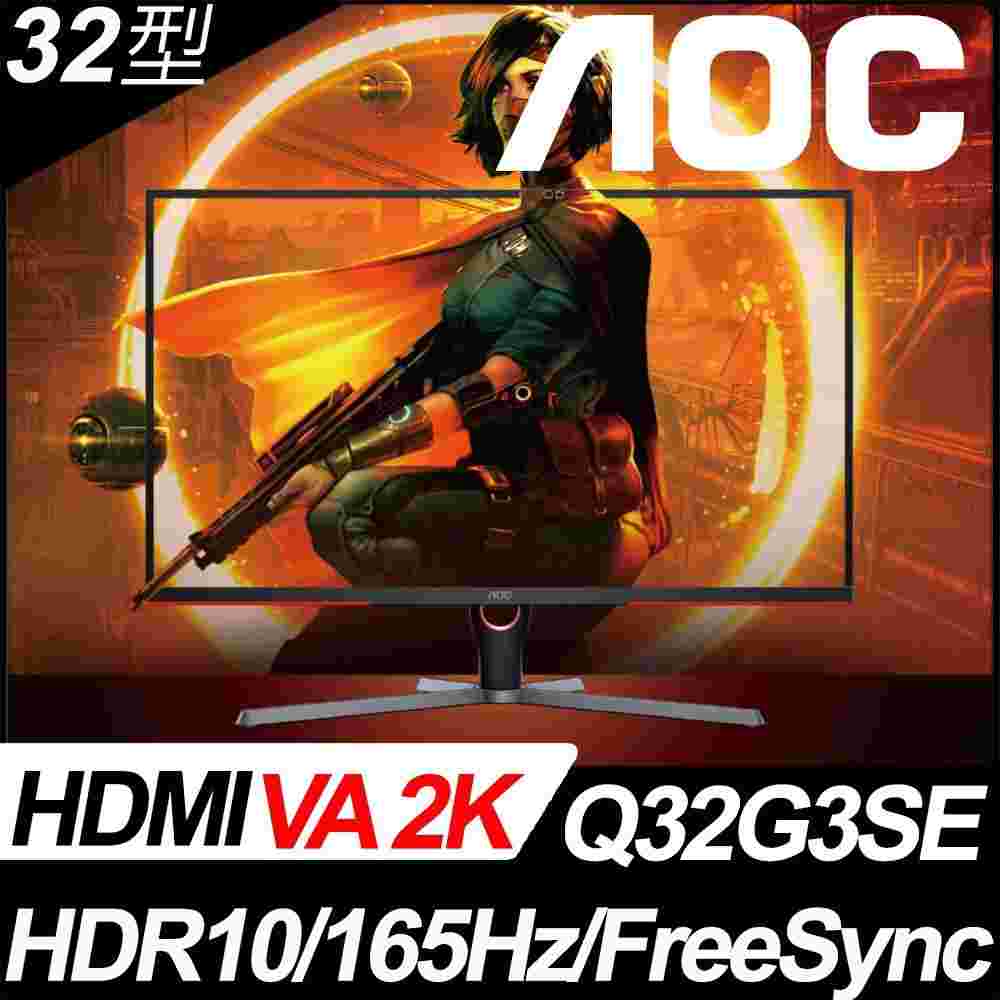 32型
AOC
AOC
HDMI VA 2K
Q32G3SE
HDR10/165Hz/FreeSync